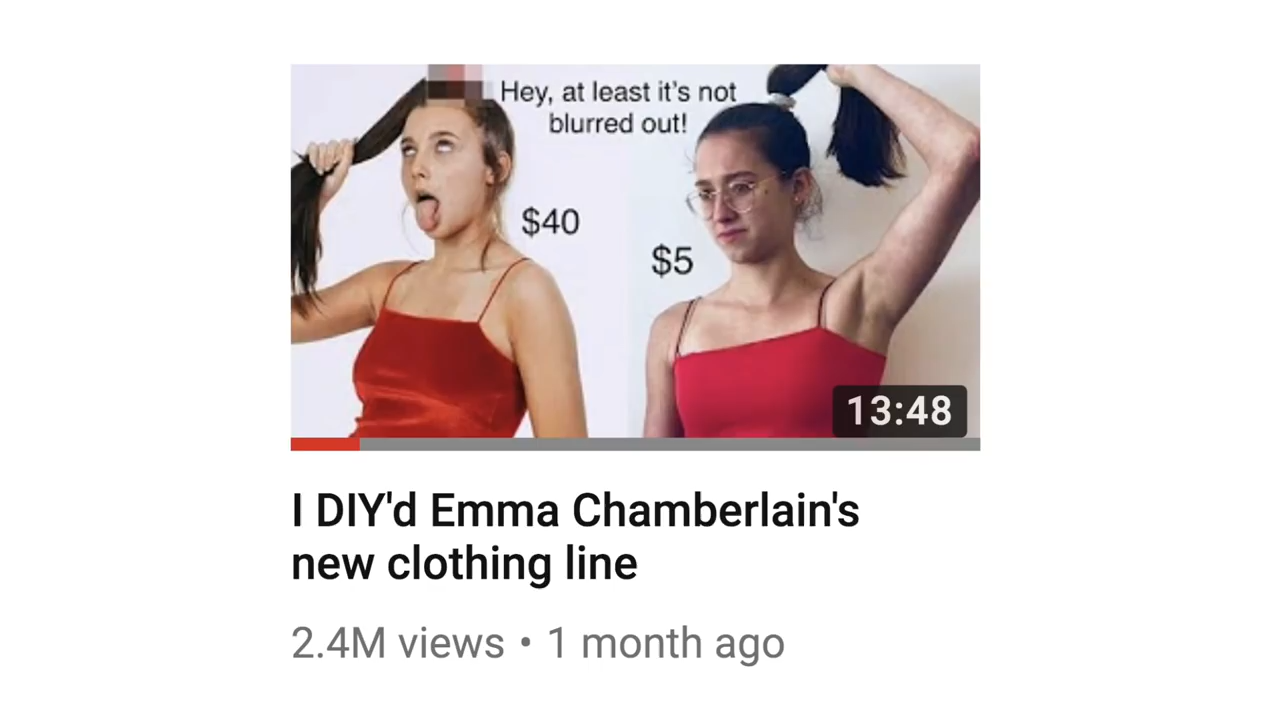 Hey, at least it's not
blurred out!
$40
$5
13:48
I DIY'd Emma Chamberlain's
new clothing line
2.4M views • 1 month ago